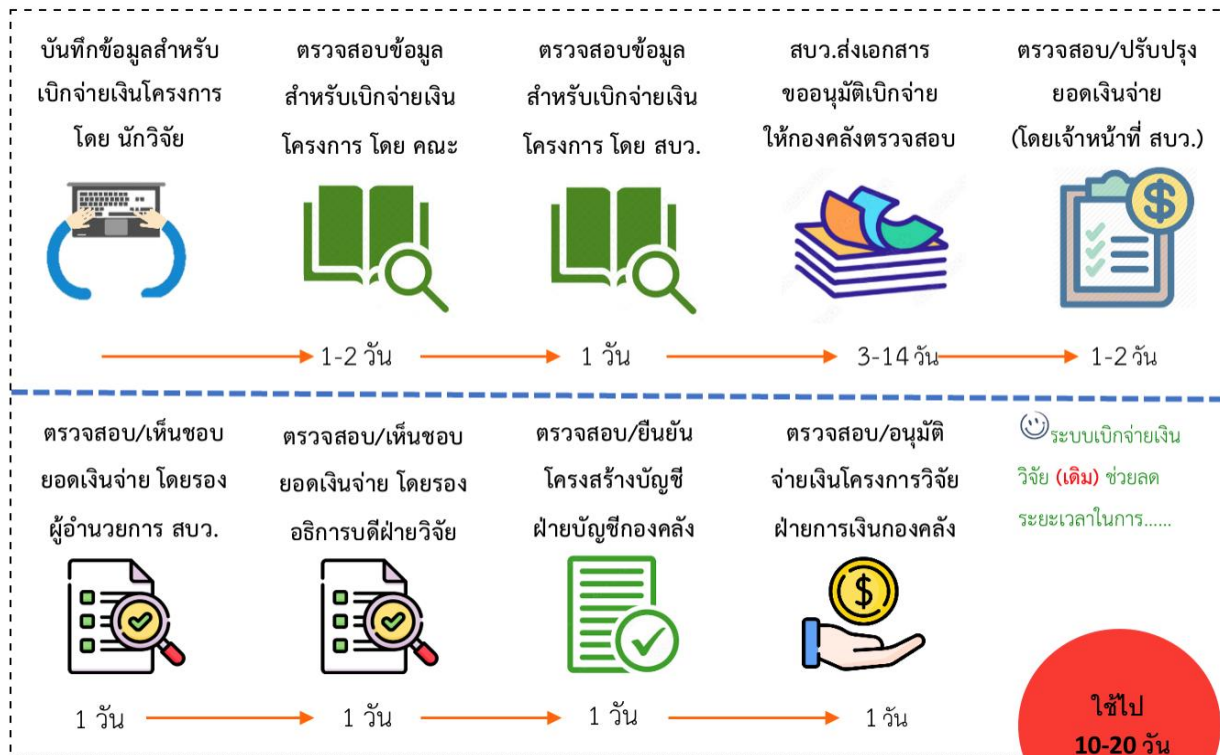 บันทึกข้อมูลสำหรับ
เบิกจ่ายเงินโครงการ
โดย นักวิจัย
ตรวจสอบข้อมูล
สำหรับเบิกจ่ายเงิน
โครงการ โดย คณะ
ตรวจสอบข้อมูล
สำหรับเบิกจ่ายเงิน
โครงการ โดย สบว.
สบว.ส่งเอกสาร
ขออนุมัติเบิกจ่าย
ให้กองคลังตรวจสอบ
ตรวจสอบ/ปรับปรุง
ยอดเงินจ่าย
(โดยเจ้าหน้าที่ สบว.)
$
1-2 วัน
1 วัน
3-14 วัน
1-2 วัน
ตรวจสอบ/เห็นชอบ
ยอดเงินจ่าย โดยรอง
ผู้อำนวยการ สบว.
ตรวจสอบ/เห็นชอบ
ยอดเงินจ่าย โดยรอง
อธิการบดีฝ่ายวิจัย
ตรวจสอบ/ยืนยัน
โครงสร้างบัญชี
ฝ่ายบัญชีกองคลัง
ตรวจสอบ/อนุมัติ
จ่ายเงินโครงการวิจัย
ฝ่ายการเงินกองคลัง
$
ระบบเบิกจ่ายเงิน
วิจัย (เดิม) ช่วยลด
ระยะเวลาในการ......
1 วัน
1 วัน
1 วัน
1 วัน
ใช้ไป
10-20 วัน